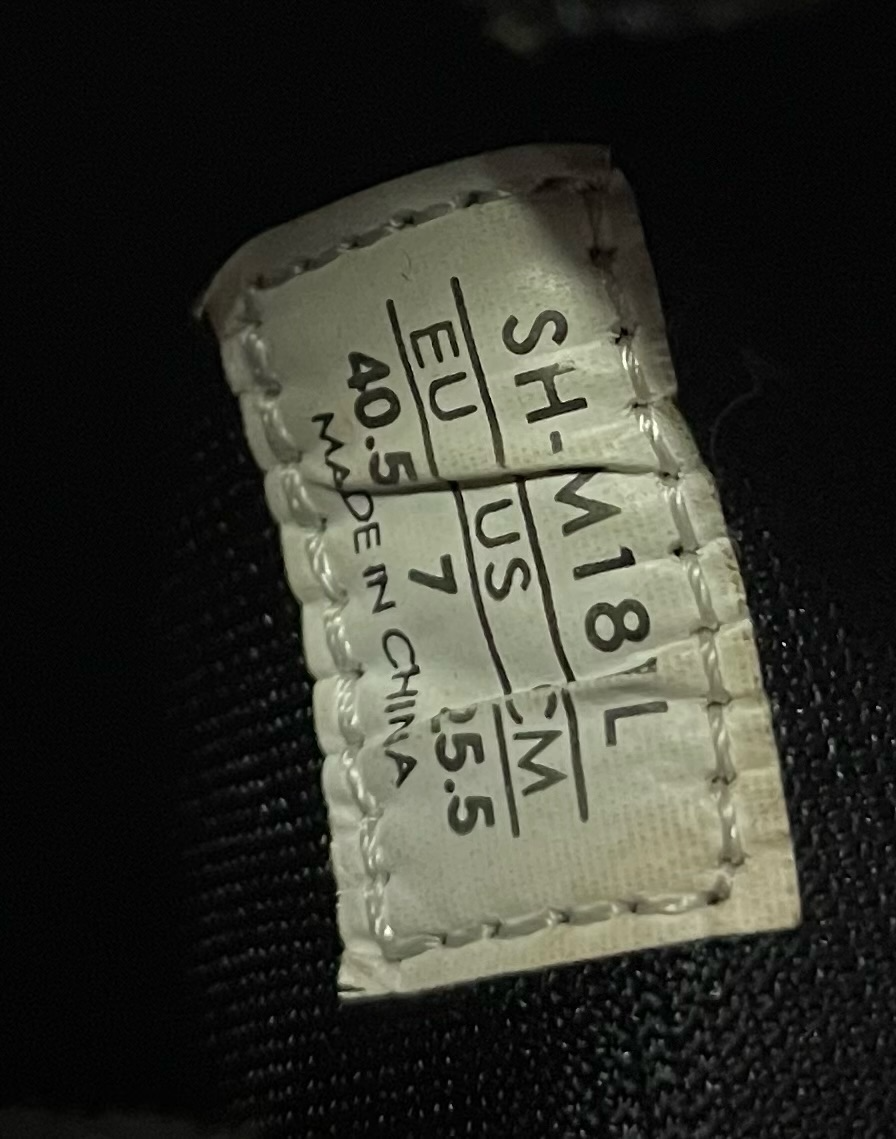 SH-M18 L
EU US CM
40.5 7 25.5
MADE IN CHINA